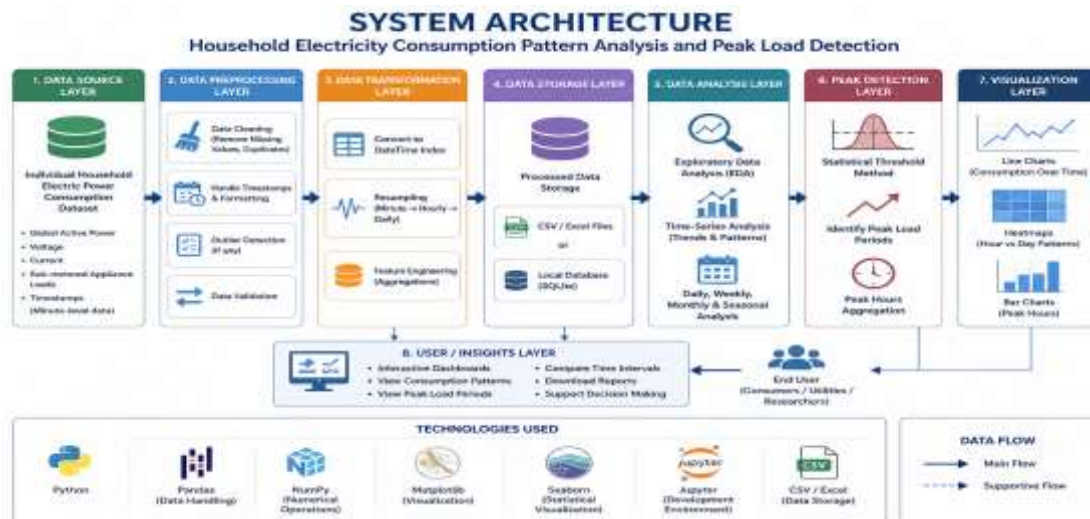 SYSTEM ARCHITECTURE
Household Electricity Consumption Pattern Analysis and Peak Load Detection
1. DATA SOURCE
LAYER
Individual Household
Electric Power
Consumption
Dataset
• Global Active Power
• Voltage
• Current
• Sub-metered Appliance
Loads
• Timestamps
(Minute-level data)
2. DATA PREPROCESSING
LAYER
Data Cleaning
(Remove Missing
Values, Duplicates)
Handle Timestamps
& Formatting
Outlier Detection
(If any)
Data Validation
3. DATA TRANSFORMATION
LAYER
Convert to
DateTime Index
Resampling
(Minute → Hourly →
Daily)
Feature Engineering
(Aggregations)
4. DATA STORAGE LAYER
Processed Data
Storage
CSV / Excel Files
or
Local Database
(SQLite)
5. DATA ANALYSIS LAYER
Exploratory Data
Analysis (EDA)
Time-Series Analysis
(Trends & Patterns)
Daily, Weekly,
Monthly & Seasonal
Analysis
6. PEAK DETECTION
LAYER
Statistical Threshold
Method
Identify Peak Load
Periods
Peak Hours
Aggregation
7. VISUALIZATION
LAYER
Line Charts
(Consumption Over Time)
Heatmaps
(Hour vs Day Patterns)
Bar Charts
(Peak Hours)
8. USER / INSIGHTS LAYER
• Interactive Dashboards
• View Consumption Patterns
• View Peak Load Periods
• Compare Time Intervals
• Download Reports
• Support Decision Making
End User
(Consumers / Utilities /
Researchers)
TECHNOLOGIES USED
Python
Pandas
(Data Handling)
NumPy
(Numerical
Operations)
Matplotlib
(Visualization)
Seaborn
(Statistical
Visualization)
jupyter
Jupyter
(Development
Environment)
CSV
CSV / Excel
(Data Storage)
DATA FLOW
Main Flow
Supportive Flow